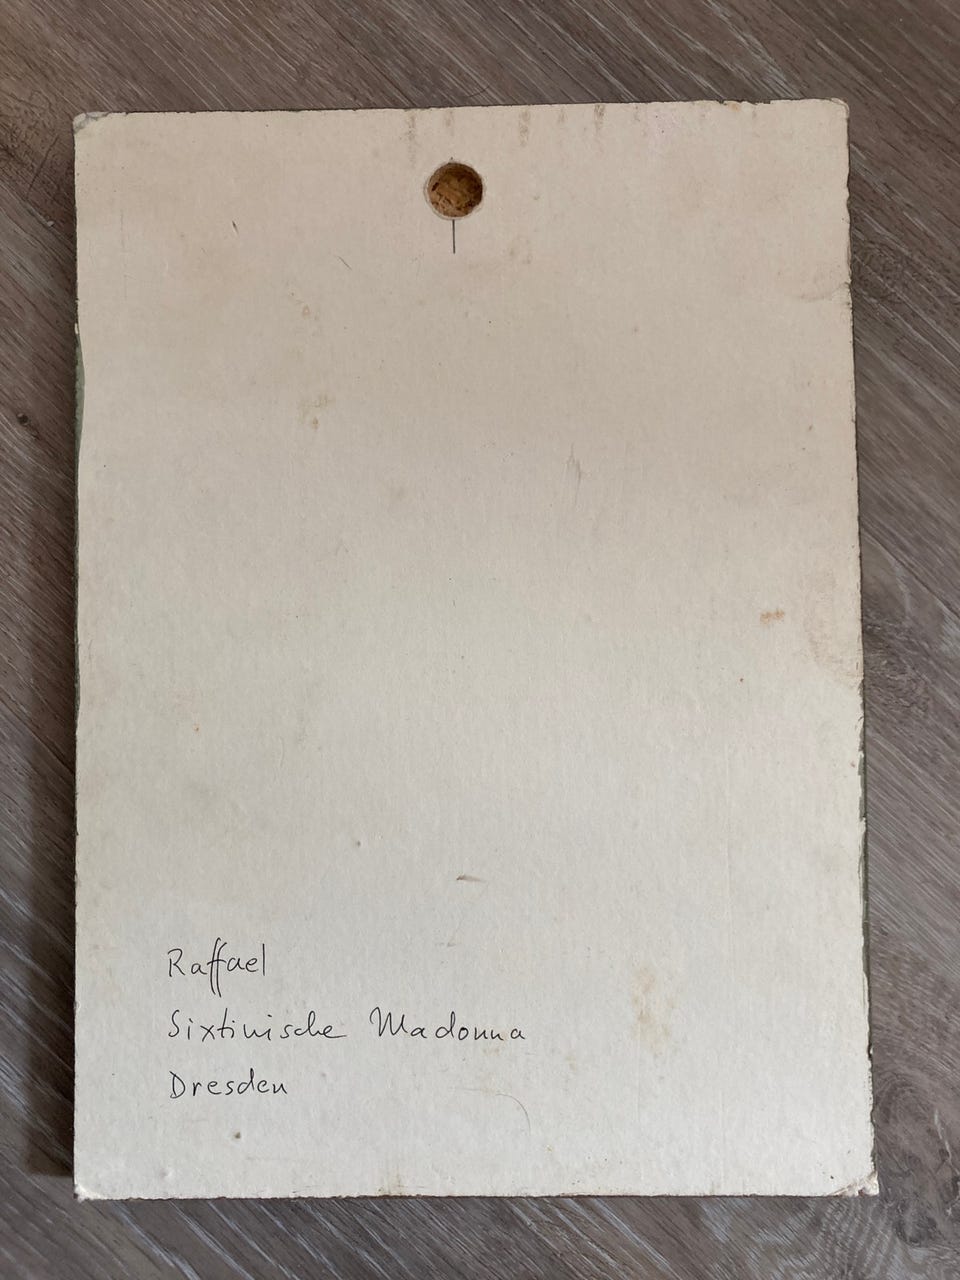 Raffael
Sixtinische Madonna
Dresden